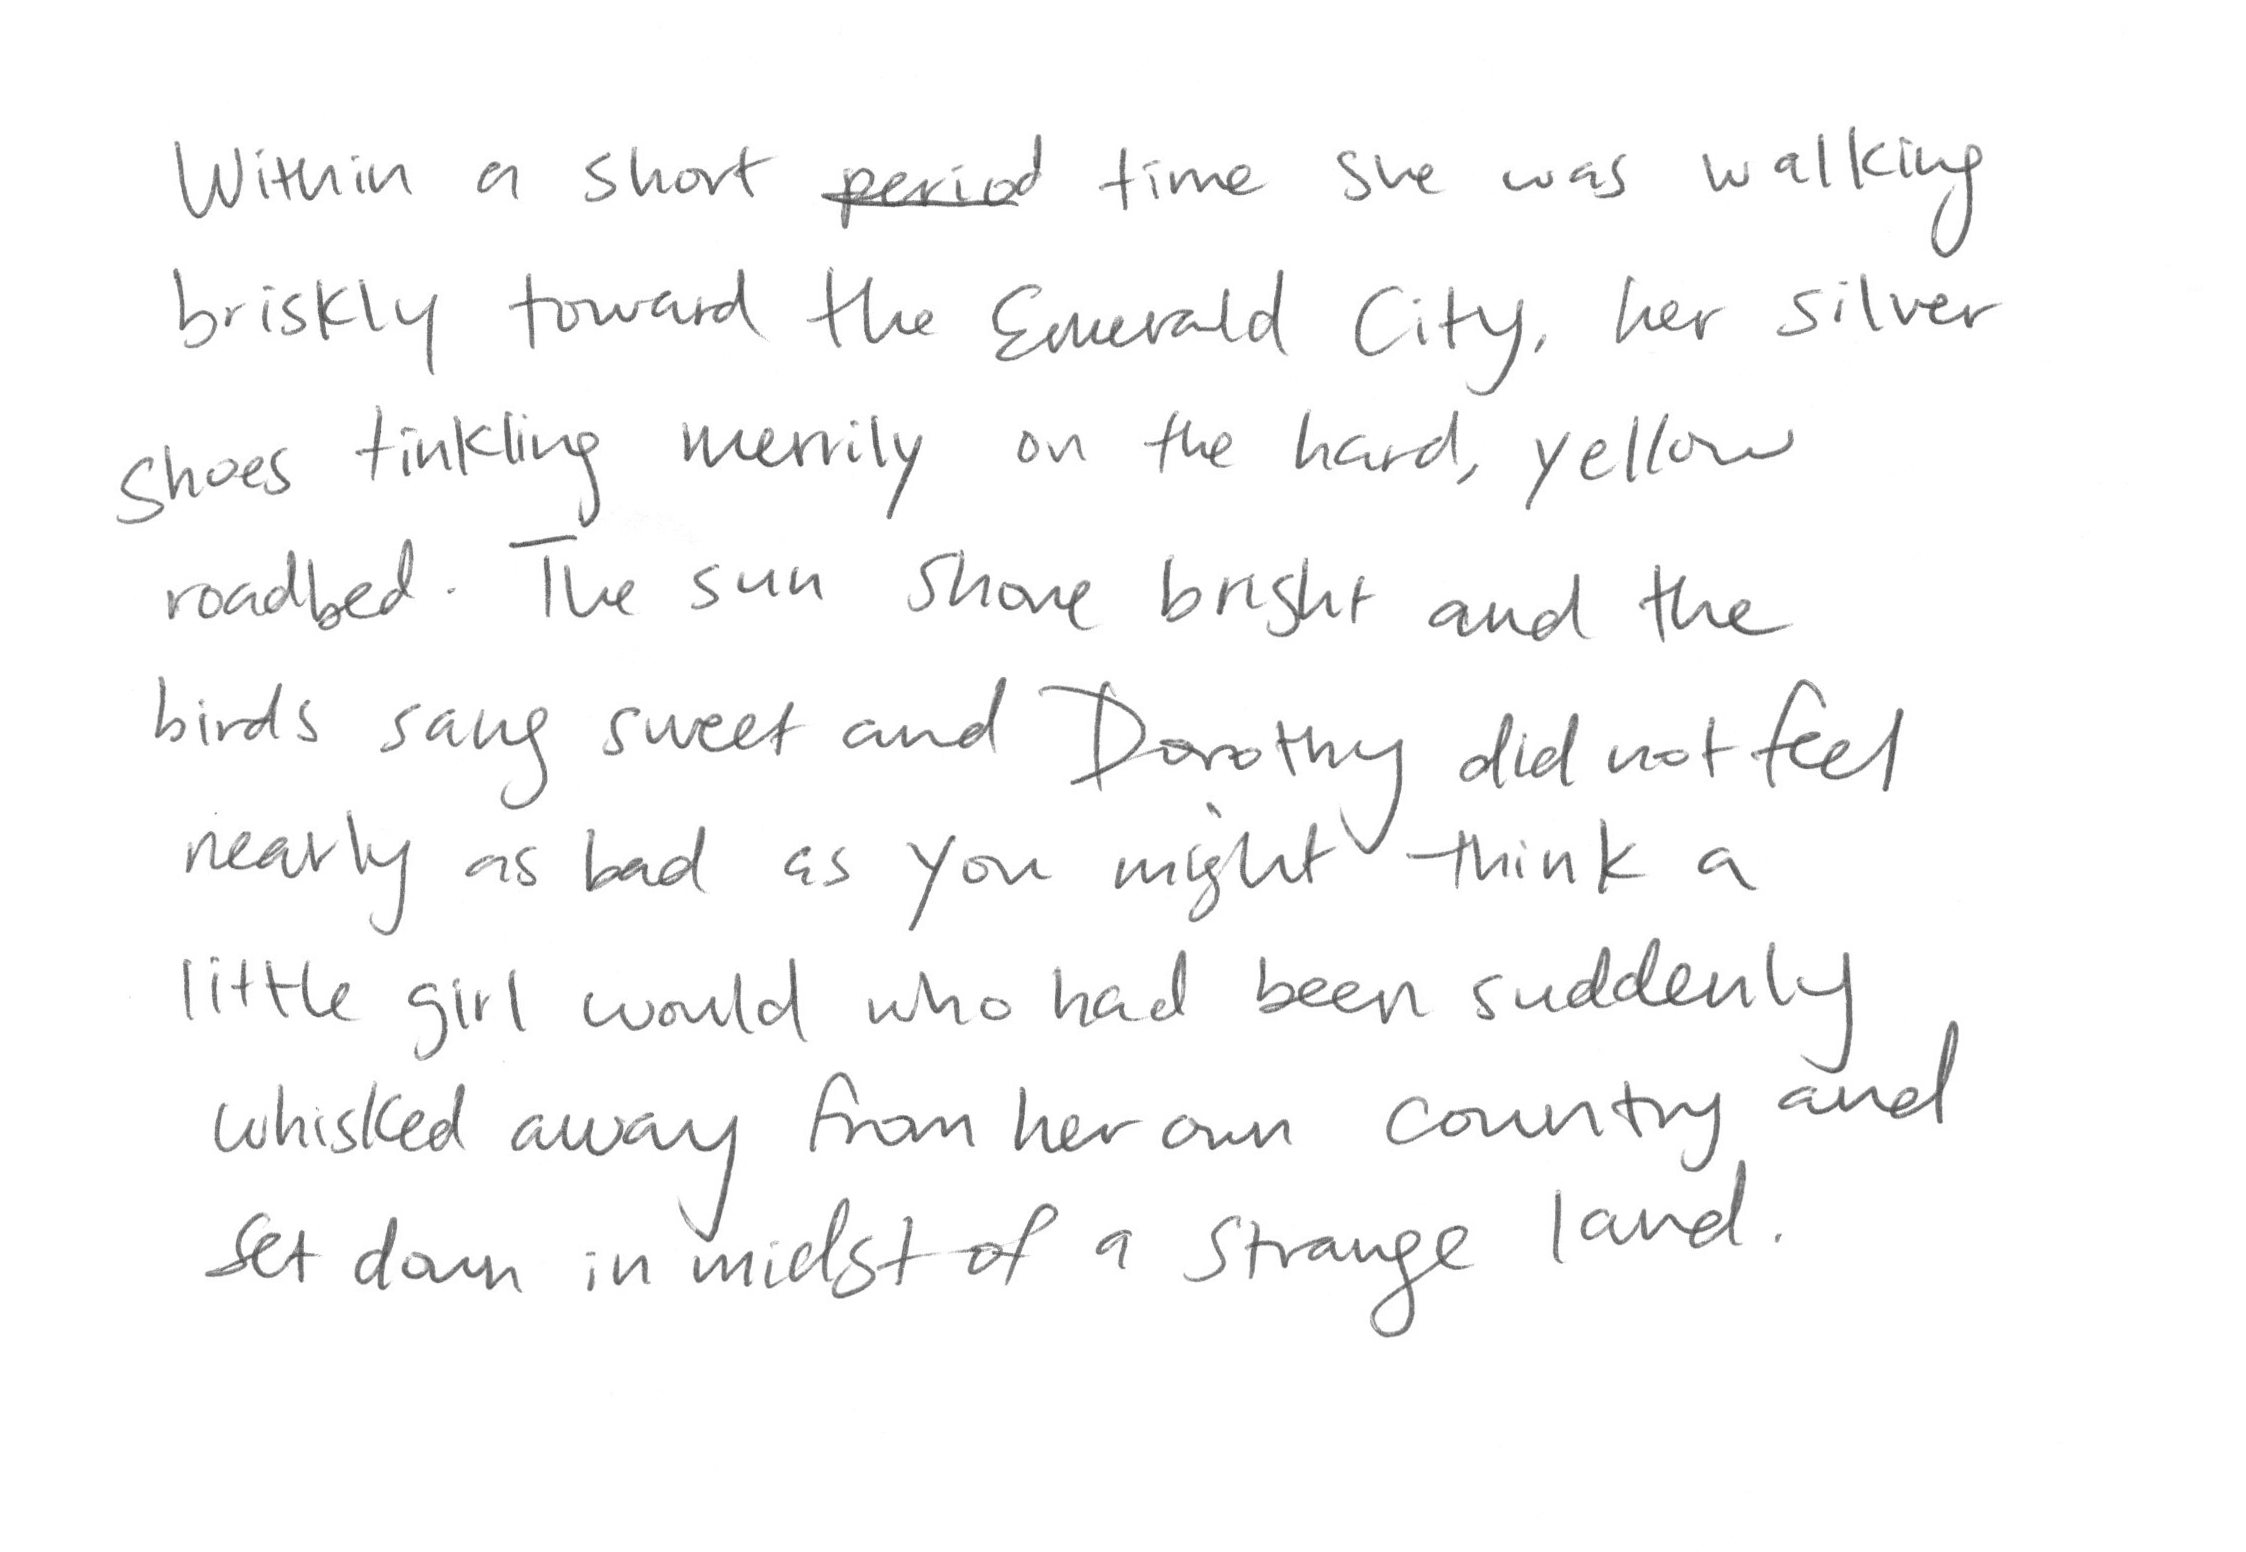 Within a short period time she was walking
briskly toward the Emerald City, her silver
shoes tinkling merrily on the hard, yellow
roadbed. The sun shone bright and the
birds sang sweet and Dorothy did not feel
nearly as bad as you might think a
little girl would who had been suddenly
whisked away from her own country and
set down in midst of a strange land.